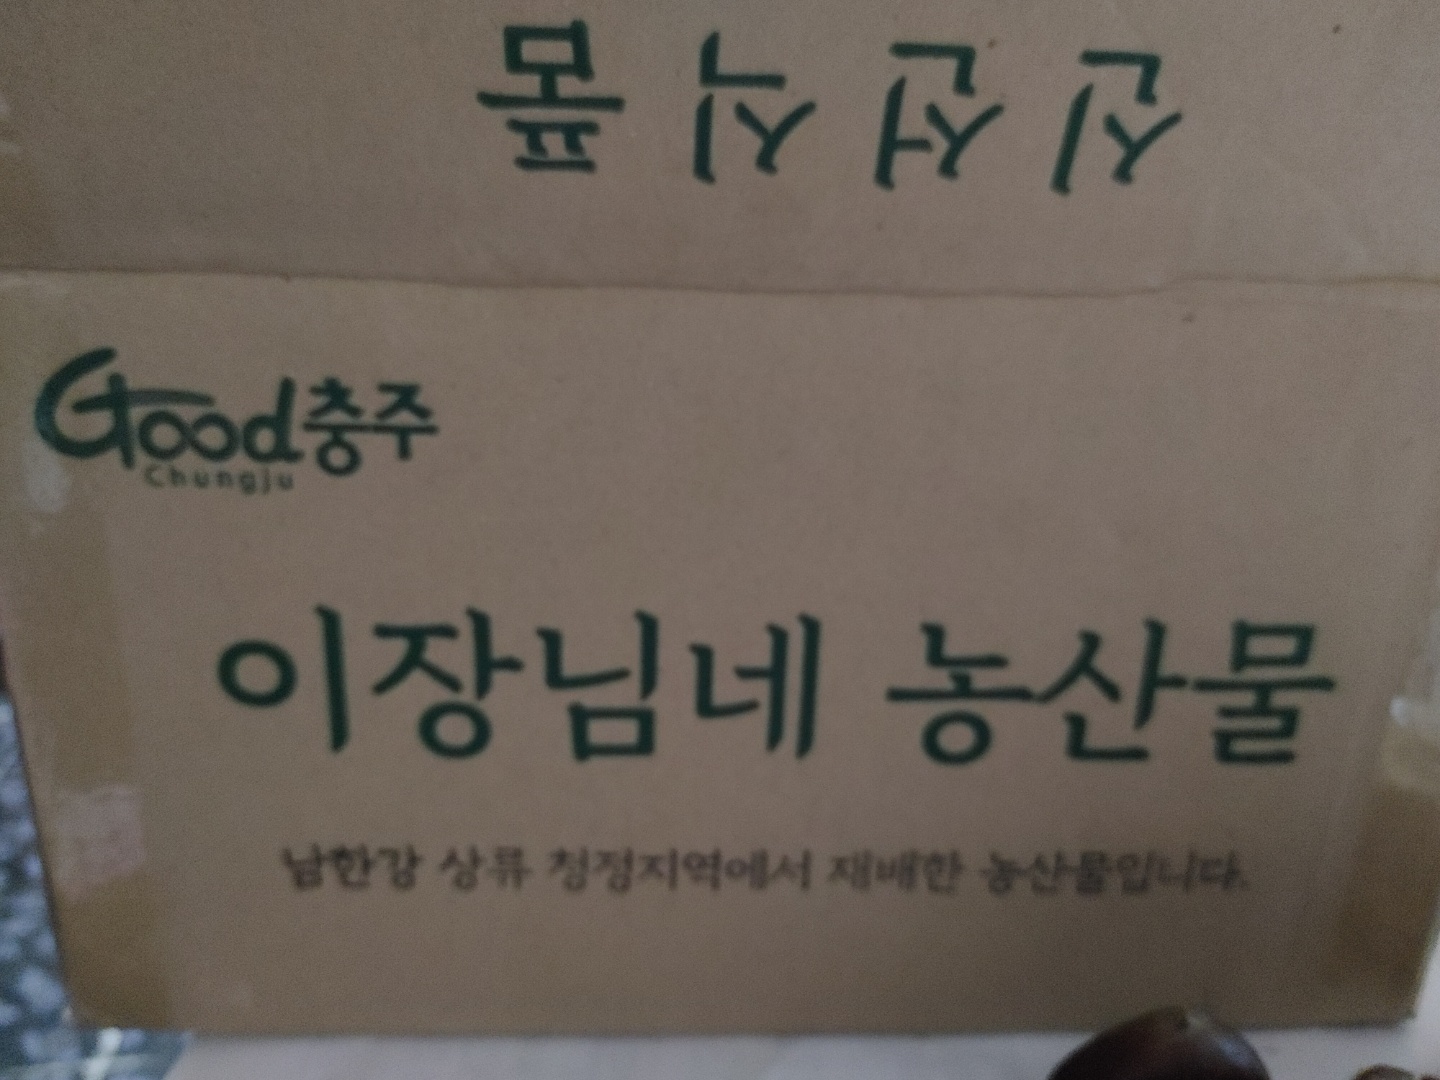 신선식품
Good충주
Chungju
이장님네 농산물
남한강 상류 청정지역에서 재배한 농산물입니다.